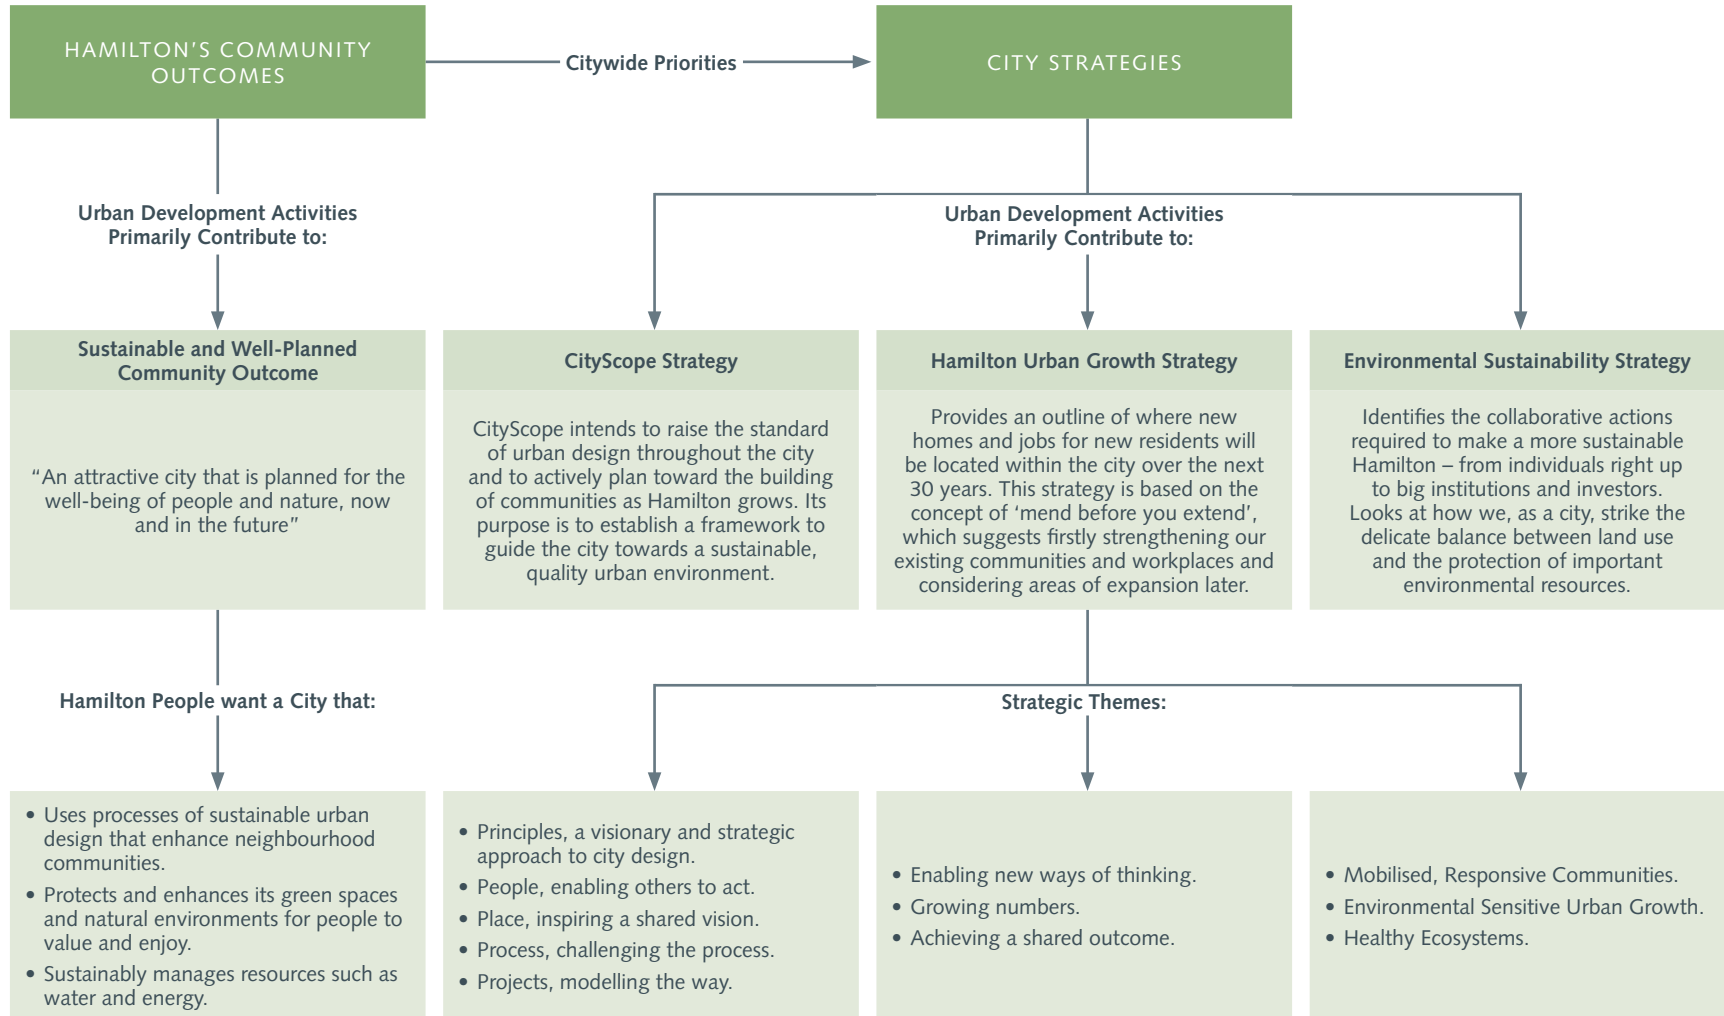 HAMILTON'S COMMUNITY
OUTCOMES
Citywide Priorities
CITY STRATEGIES
Urban Development Activities
Primarily Contribute to:
Urban Development Activities
Primarily Contribute to:
Sustainable and Well-Planned
Community Outcome
“An attractive city that is planned for the
well-being of people and nature, now
and in the future”
CityScope Strategy
CityScope intends to raise the standard
of urban design throughout the city
and to actively plan toward the building
of communities as Hamilton grows. Its
purpose is to establish a framework to
guide the city towards a sustainable,
quality urban environment.
Hamilton Urban Growth Strategy
Provides an outline of where new
homes and jobs for new residents will
be located within the city over the next
30 years. This strategy is based on the
concept of ‘mend before you extend’,
which suggests firstly strengthening our
existing communities and workplaces and
considering areas of expansion later.
Environmental Sustainability Strategy
Identifies the collaborative actions
required to make a more sustainable
Hamilton – from individuals right up
to big institutions and investors.
Looks at how we, as a city, strike the
delicate balance between land use
and the protection of important
environmental resources.
Hamilton People want a City that:
Strategic Themes:
• Uses processes of sustainable urban
design that enhance neighbourhood
communities.
• Protects and enhances its green spaces
and natural environments for people to
value and enjoy.
• Sustainably manages resources such as
water and energy.
• Principles, a visionary and strategic
approach to city design.
• People, enabling others to act.
• Place, inspiring a shared vision.
• Process, challenging the process.
• Projects, modelling the way.
• Enabling new ways of thinking.
• Growing numbers.
• Achieving a shared outcome.
• Mobilised, Responsive Communities.
• Environmental Sensitive Urban Growth.
• Healthy Ecosystems.